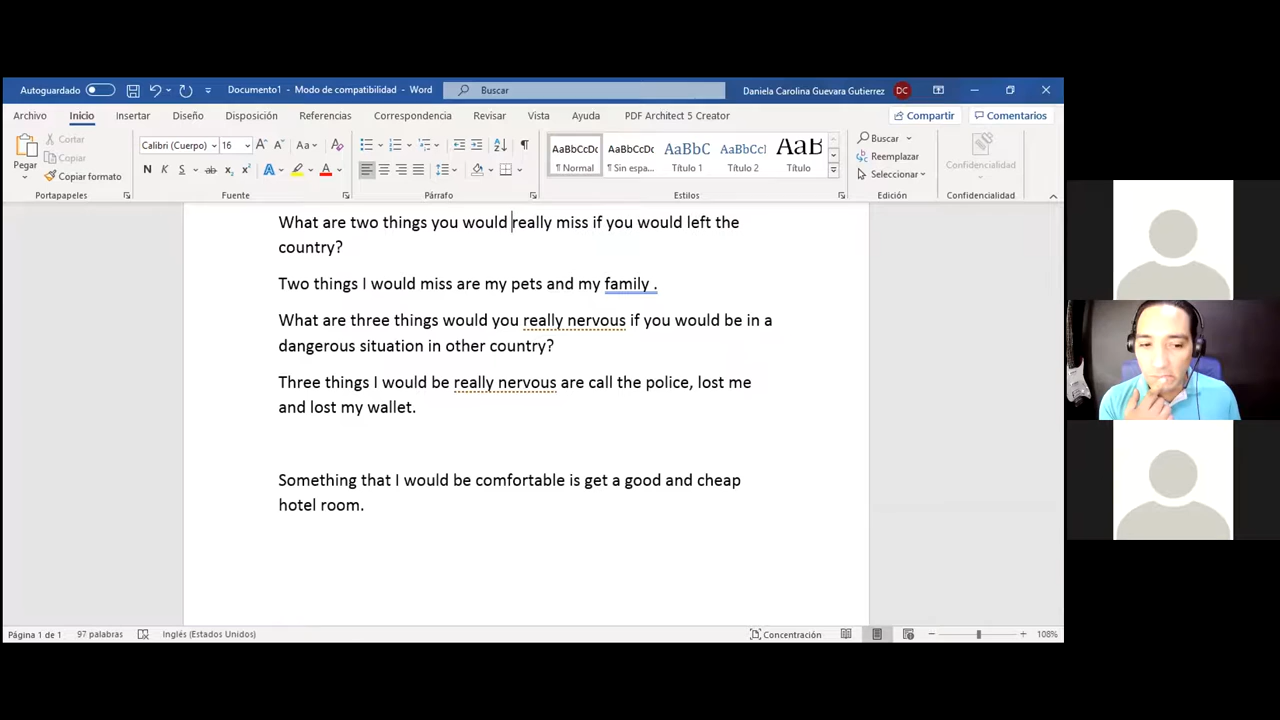 Autoguardado
Documento1 - Modo de compatibilidad - Word
Buscar
Daniela Carolina Guevara Gutierrez
DC
Archivo Inicio Insertar Diseño Disposición Referencias Correspondencia Revisar Vista Ayuda PDF Architect 5 Creator
Compartir Comentarios
Pegar
Cortar
Copiar
Copiar formato
Portapapeles
Calibri (Cuerpo) 16
N K S
Fuente
Párrafo
AaBbCcDc
¶ Normal
AaBbCcDc
¶ Sin espa...
AaBbC
Título 1
AaBbCcI
Título 2
AaB
Título
Estilos
Buscar
Reemplazar
Seleccionar
Edición
Confidencialidad
Confidencialidad
What are two things you would really miss if you would left the
country?
Two things I would miss are my pets and my family .
What are three things would you really nervous if you would be in a
dangerous situation in other country?
Three things I would be really nervous are call the police, lost me
and lost my wallet.
Something that I would be comfortable is get a good and cheap
hotel room.
Página 1 de 1 97 palabras Inglés (Estados Unidos)
Concentración
108%